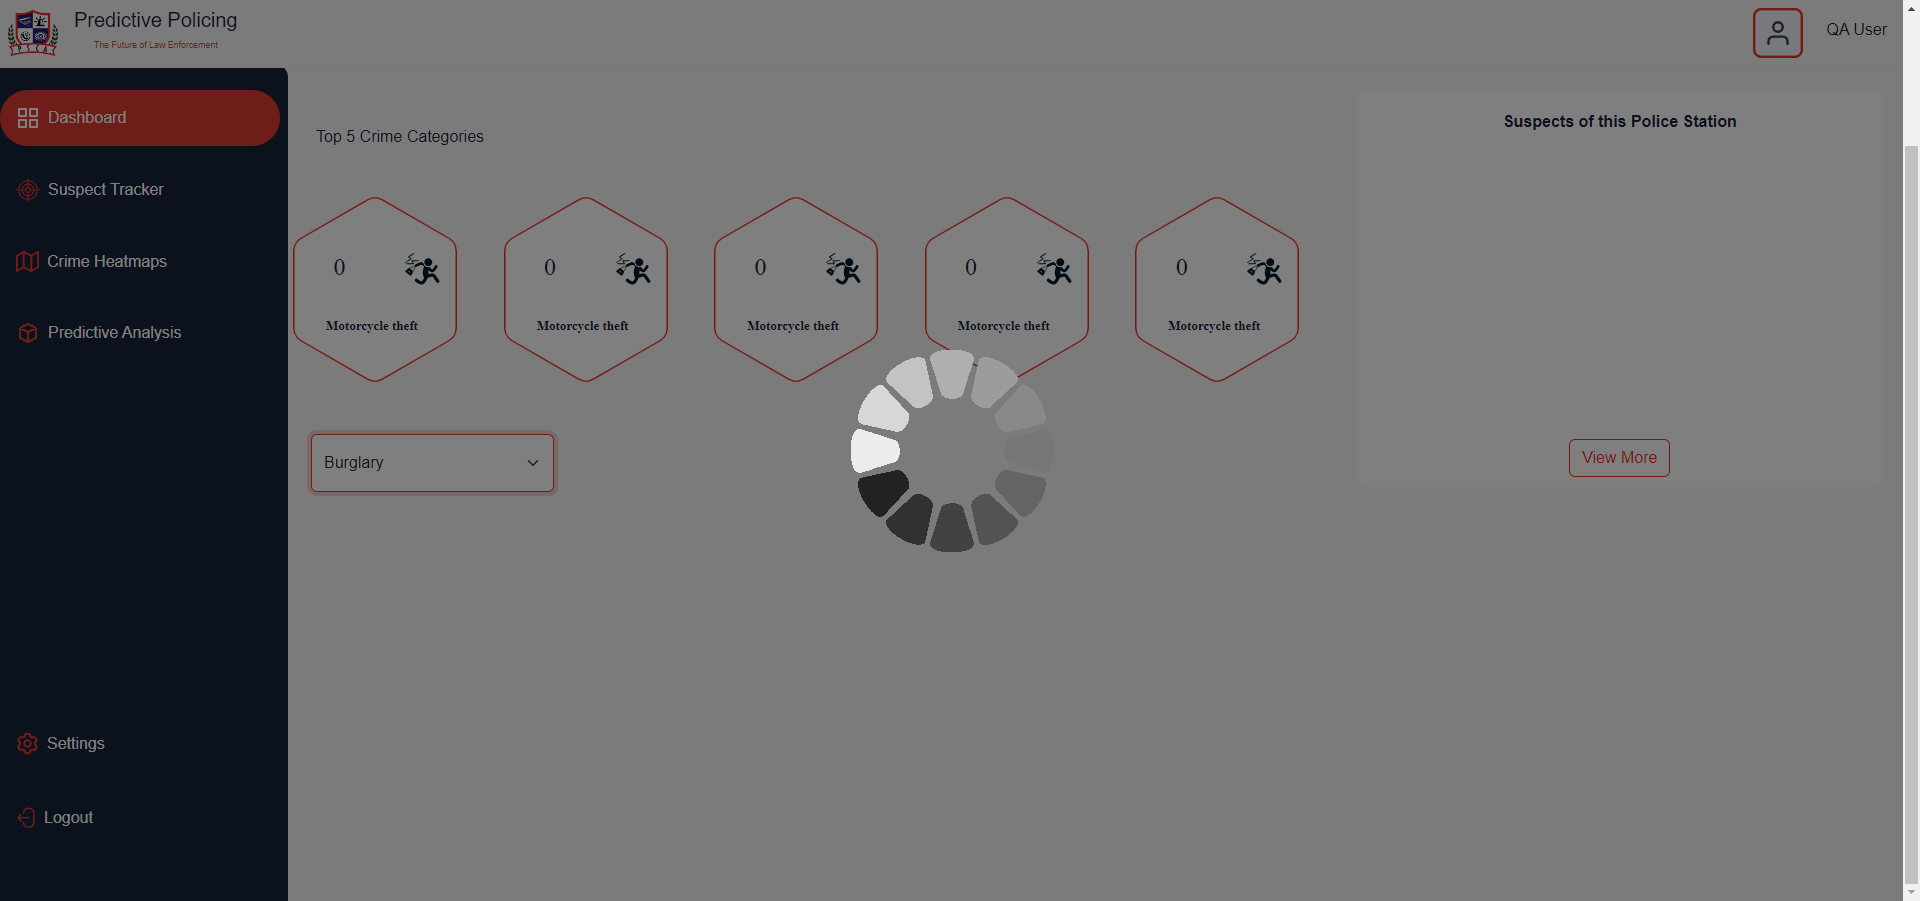 Predictive Policing
The Future of Law Enforcement
QA User
Dashboard
Suspect Tracker
Crime Heatmaps
Predictive Analysis
Settings
Logout
Top 5 Crime Categories
0
Motorcycle theft
0
Motorcycle theft
0
Motorcycle theft
0
Motorcycle theft
0
Motorcycle theft
Burglary
Suspects of this Police Station
View More